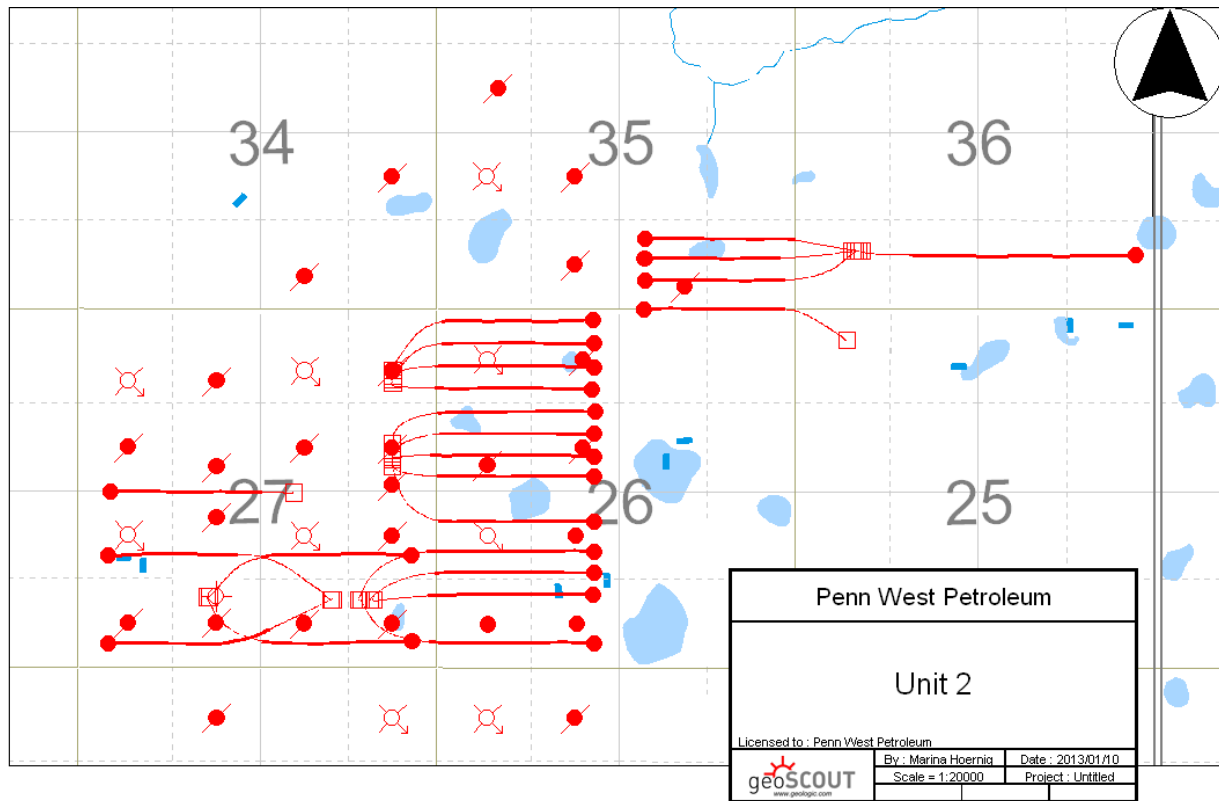 34
35
36
27
26
25
Penn West Petroleum
Unit 2
Licensed to : Penn West Petroleum
geoSCOUT
www.geologic.com
By : Marina Hoernig
Date : 2013/01/10
Scale = 1:20000
Project : Untitled